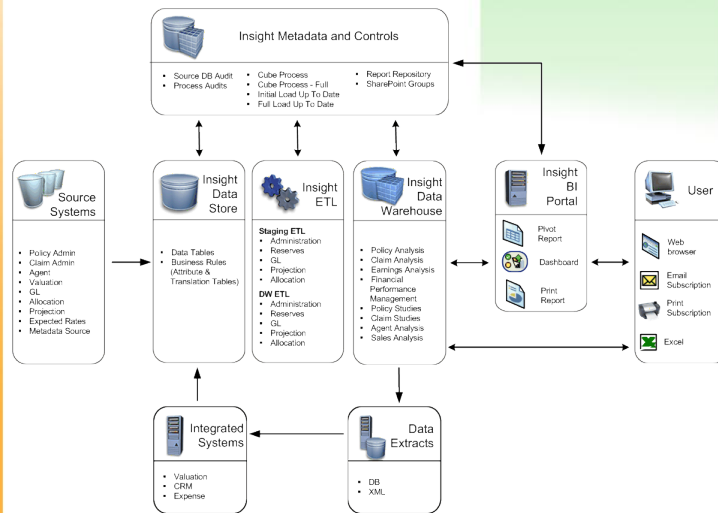 Insight Metadata and Controls
• Source DB Audit
• Process Audits
• Cube Process
• Cube Process - Full
• Initial Load Up To Date
• Full Load Up To Date
• Report Repository
• SharePoint Groups
Source
Systems
• Policy Admin
• Claim Admin
• Agent
• Valuation
• GL
• Allocation
• Projection
• Expected Rates
• Metadata Source
Insight
Data
Store
• Data Tables
• Business Rules
(Attribute &
Translation Tables)
Insight
ETL
Staging ETL
• Administration
• Reserves
• GL
• Projection
• Allocation
DW ETL
• Administration
• Reserves
• GL
• Projection
• Allocation
Insight
Data
Warehouse
• Policy Analysis
• Claim Analysis
• Earnings Analysis
• Financial
Performance
Management
• Policy Studies
• Claim Studies
• Agent Analysis
• Sales Analysis
Insight
BI
Portal
Pivot
Report
Dashboard
Print
Report
User
Web
browser
Email
Subscription
Print
Subscription
Excel
Integrated
Systems
• Valuation
• CRM
• Expense
Data
Extracts
• DB
• XML